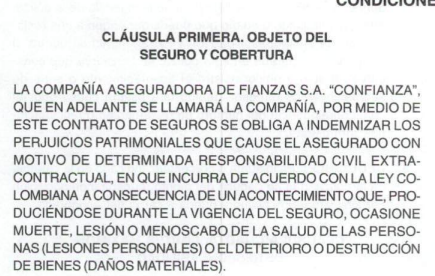 CONDICIONE
CLÁUSULA PRIMERA. OBJETO DEL
SEGURO Y COBERTURA
LA COMPAÑÍA ASEGURADORA DE FIANZAS S.A. "CONFIANZA",
QUE EN ADELANTE SE LLAMARÁ LA COMPAÑÍA, POR MEDIO DE
ESTE CONTRATO DE SEGUROS SE OBLIGA A INDEMNIZAR LOS
PERJUICIOS PATRIMONIALES QUE CAUSE EL ASEGURADO CON
MOTIVO DE DETERMINADA RESPONSABILIDAD CIVIL EXTRA-
CONTRACTUAL, EN QUE INCURRA DE ACUERDO CON LA LEY CO-
LOMBIANA A CONSECUENCIA DE UN ACONTECIMIENTO QUE, PRO-
DUCIÉNDOSE DURANTE LA VIGENCIA DEL SEGURO, OCASIONE
MUERTE, LESIÓN O MENOSCABO DE LA SALUD DE LAS PERSO-
NAS (LESIONES PERSONALES) O EL DETERIORO O DESTRUCCIÓN
DE BIENES (DAÑOS MATERIALES).